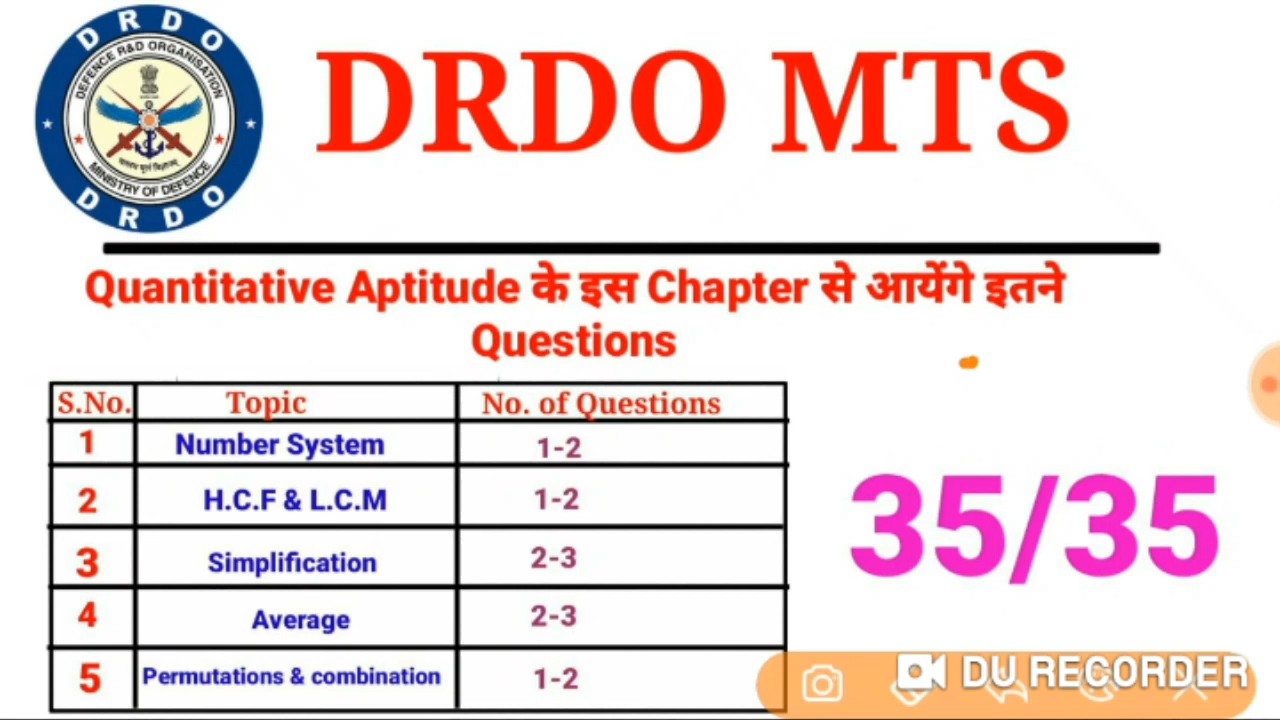 DRDO
DEFENCE R&D ORGANISATION
MINISTRY OF DEFENCE
DRDO
DRDO MTS
Quantitative Aptitude के इस Chapter से आयेंगे इतने
Questions
S.No. Topic No. of Questions
1 Number System 1-2
2 H.C.F & L.C.M 1-2
3 Simplification 2-3
4 Average 2-3
5 Permutations & combination 1-2
35/35
DU RECORDER